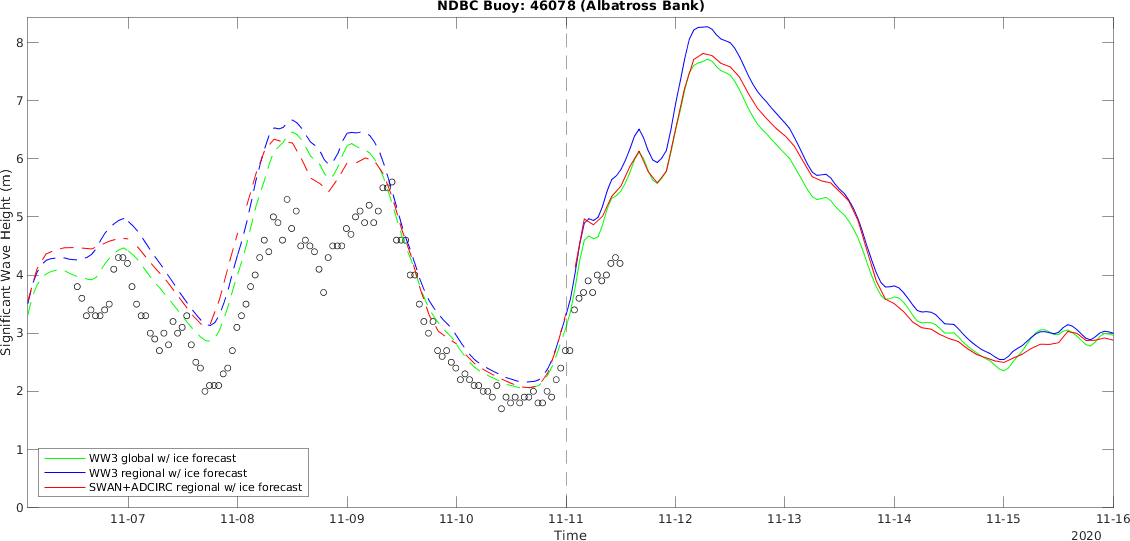 NDBC Buoy: 46078 (Albatross Bank)
Significant Wave Height (m)
8
7
6
5
4
3
2
1
0
WW3 global w/ ice forecast
WW3 regional w/ ice forecast
SWAN+ADCIRC regional w/ ice forecast
11-07 11-08 11-09 11-10 11-11 11-12 11-13 11-14 11-15 11-16
Time
2020